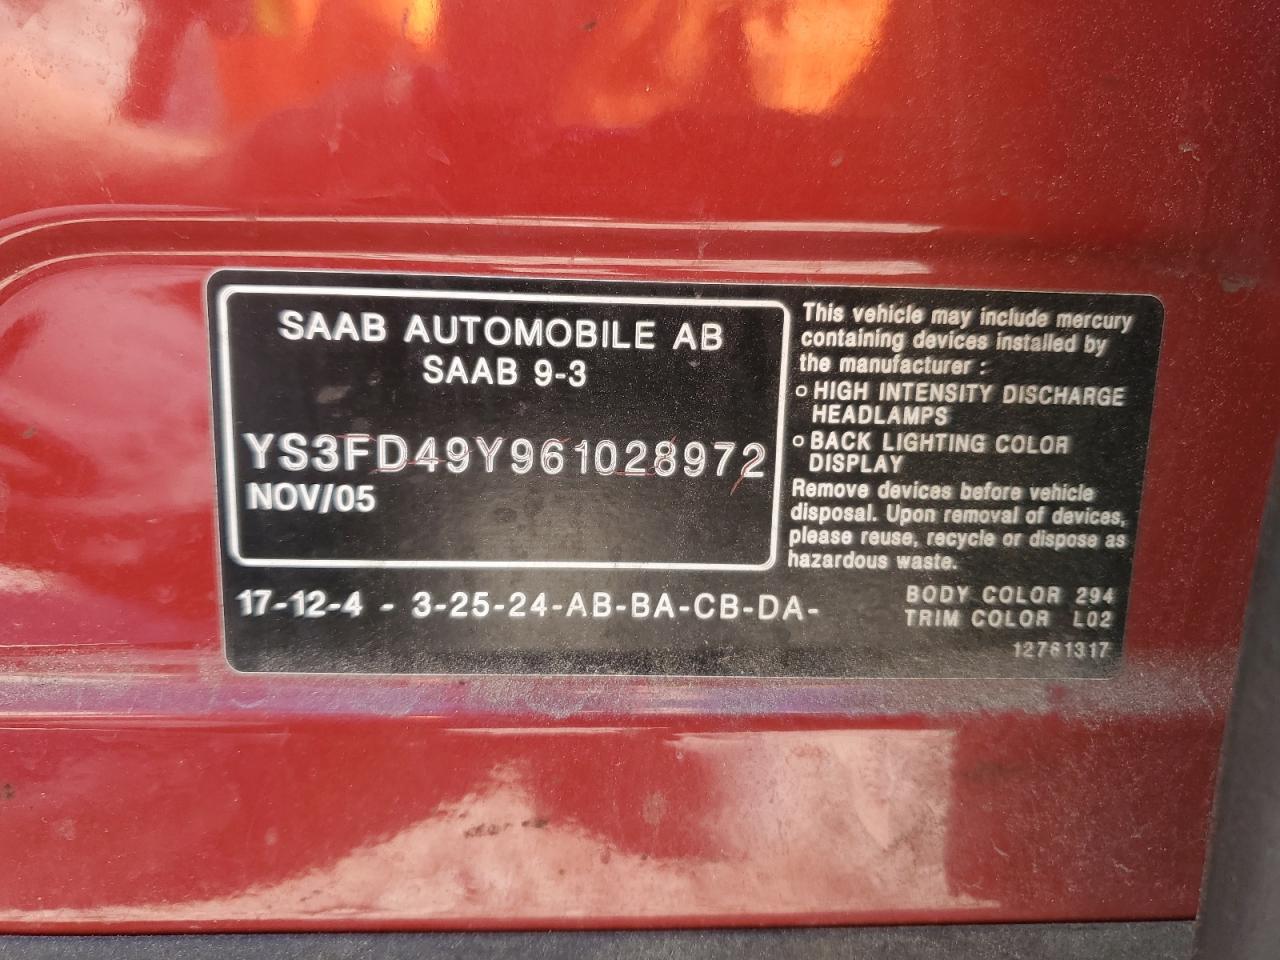 SAAB AUTOMOBILE AB
SAAB 9-3
YS3FD49Y961028972
NOV/05
17-12-4 - 3-25-24-AB-BA-CB-DA-
This vehicle may include mercury
containing devices installed by
the manufacturer :
o HIGH INTENSITY DISCHARGE
HEADLAMPS
o BACK LIGHTING COLOR
DISPLAY
Remove devices before vehicle
disposal. Upon removal of devices,
please reuse, recycle or dispose as
hazardous waste.
BODY COLOR 294
TRIM COLOR L02
12761317